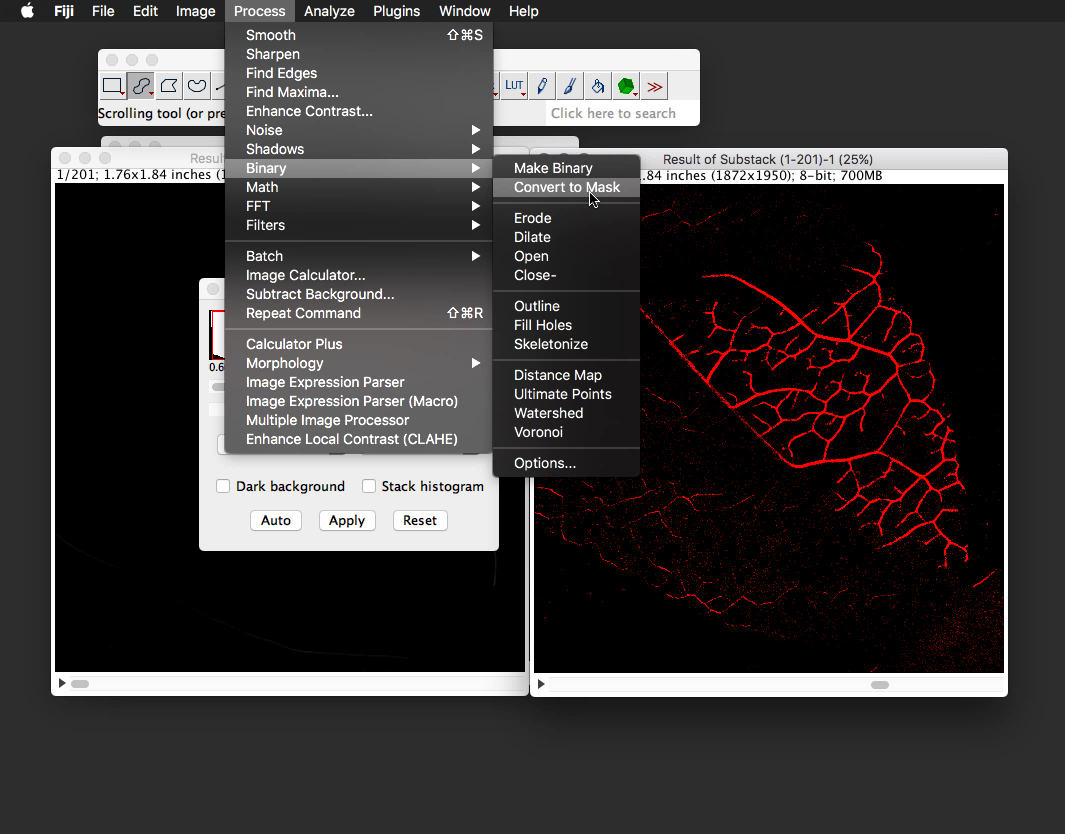 Fiji File Edit Image Process Analyze Plugins Window Help
Smooth ⇧⌘S
Sharpen
Find Edges
Find Maxima...
Enhance Contrast...
Noise
Shadows
Binary
Math
FFT
Filters
Batch
Image Calculator...
Subtract Background...
Repeat Command ⇧⌘R
Calculator Plus
Morphology
Image Expression Parser
Image Expression Parser (Macro)
Multiple Image Processor
Enhance Local Contrast (CLAHE)
Make Binary
Convert to Mask
Erode
Dilate
Open
Close-
Outline
Fill Holes
Skeletonize
Distance Map
Ultimate Points
Watershed
Voronoi
Options...
LUT
Scrolling tool (or pre
Click here to search
Resul
1/201; 1.76x1.84 inches (1
Result of Substack (1-201)-1 (25%)
.84 inches (1872x1950); 8-bit; 700MB
0.6
Dark background Stack histogram
Auto Apply Reset